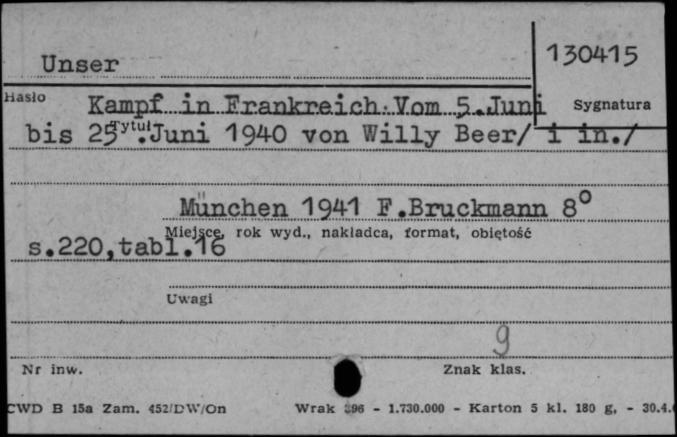 Unser
130415
Hasło
Kampf in Frankreich.Vom 5.Juni
Sygnatura
bis 25.Juni 1940 von Willy Beer/ i in./
Tytuł
München 1941 F.Bruckmann 8°
Miejsce, rok wyd., nakładca, format, objętość
s.220,tabl.16
Uwagi
9
Nr inw.
Znak klas.
CWD B 15a Zam. 452/DW/On
Wrak 396 - 1.730.000 - Karton 5 kl. 180 g, - 30.4.